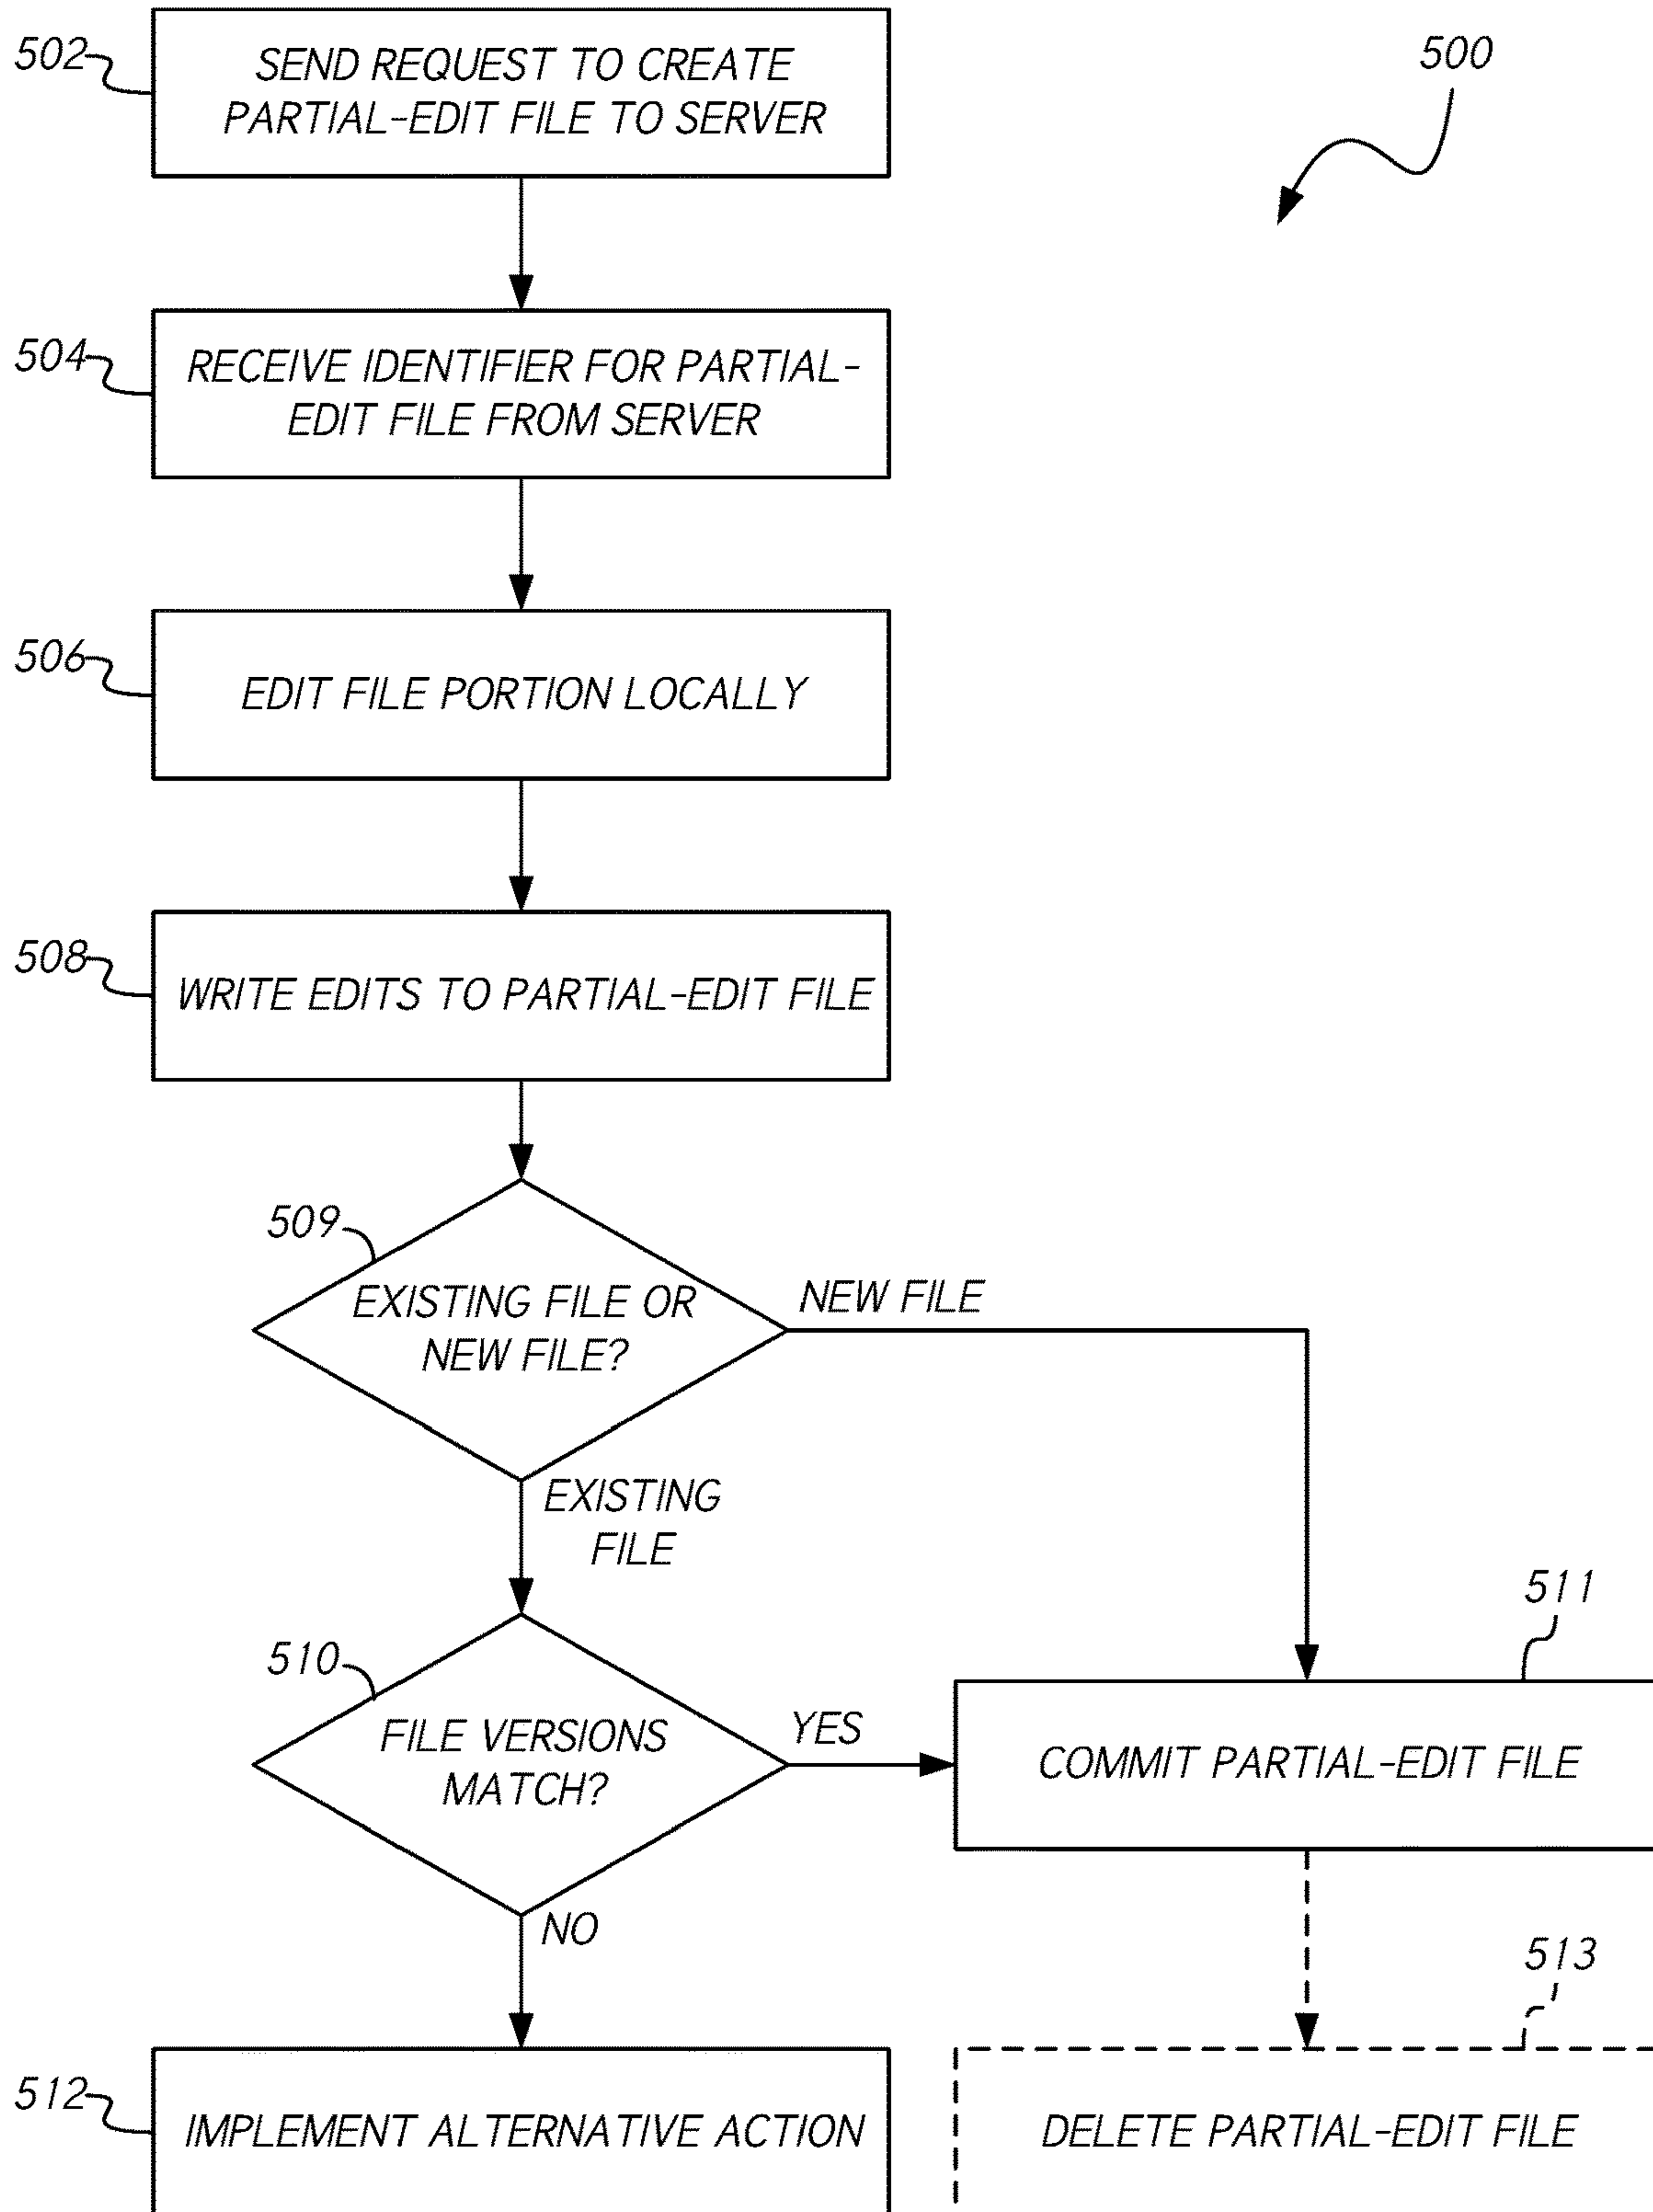 502
SEND REQUEST TO CREATE
PARTIAL-EDIT FILE TO SERVER
500
504
RECEIVE IDENTIFIER FOR PARTIAL-
EDIT FILE FROM SERVER
506
EDIT FILE PORTION LOCALLY
508
WRITE EDITS TO PARTIAL-EDIT FILE
509
EXISTING FILE OR
NEW FILE?
NEW FILE
EXISTING
FILE
510
FILE VERSIONS
MATCH?
YES
511
COMMIT PARTIAL-EDIT FILE
NO
513
512
IMPLEMENT ALTERNATIVE ACTION
DELETE PARTIAL-EDIT FILE